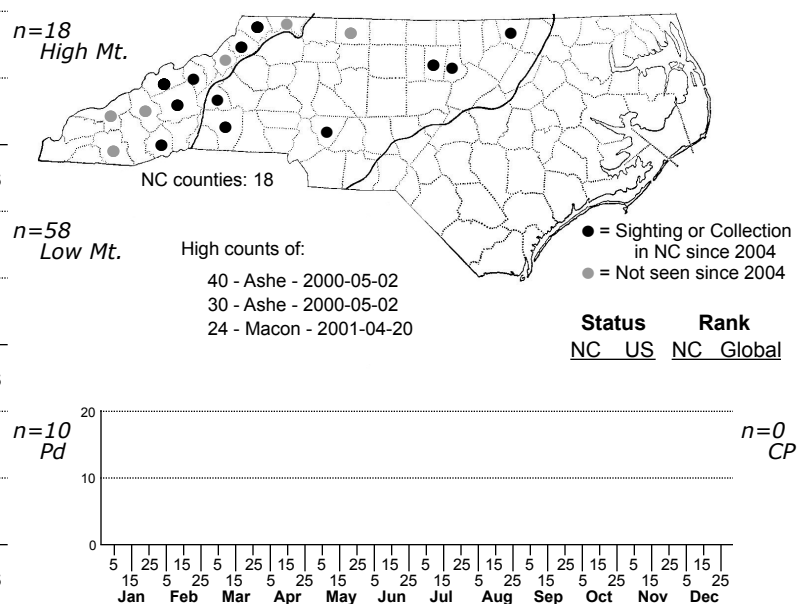 n=18
High Mt.
NC counties: 18
n=58
Low Mt.
High counts of:
40 - Ashe - 2000-05-02
30 - Ashe - 2000-05-02
24 - Macon - 2001-04-20
= Sighting or Collection
in NC since 2004
= Not seen since 2004
Status Rank
NC US NC Global
n=10
Pd
20
10
0
n=0
CP
5 25 15 5 25 15 5 25 15 5 25 15 5 25 15 5 25 15
15 5 25 15 5 25 15 5 25 15 5 25 15 5 25 15 5 25
Jan Feb Mar Apr May Jun Jul Aug Sep Oct Nov Dec